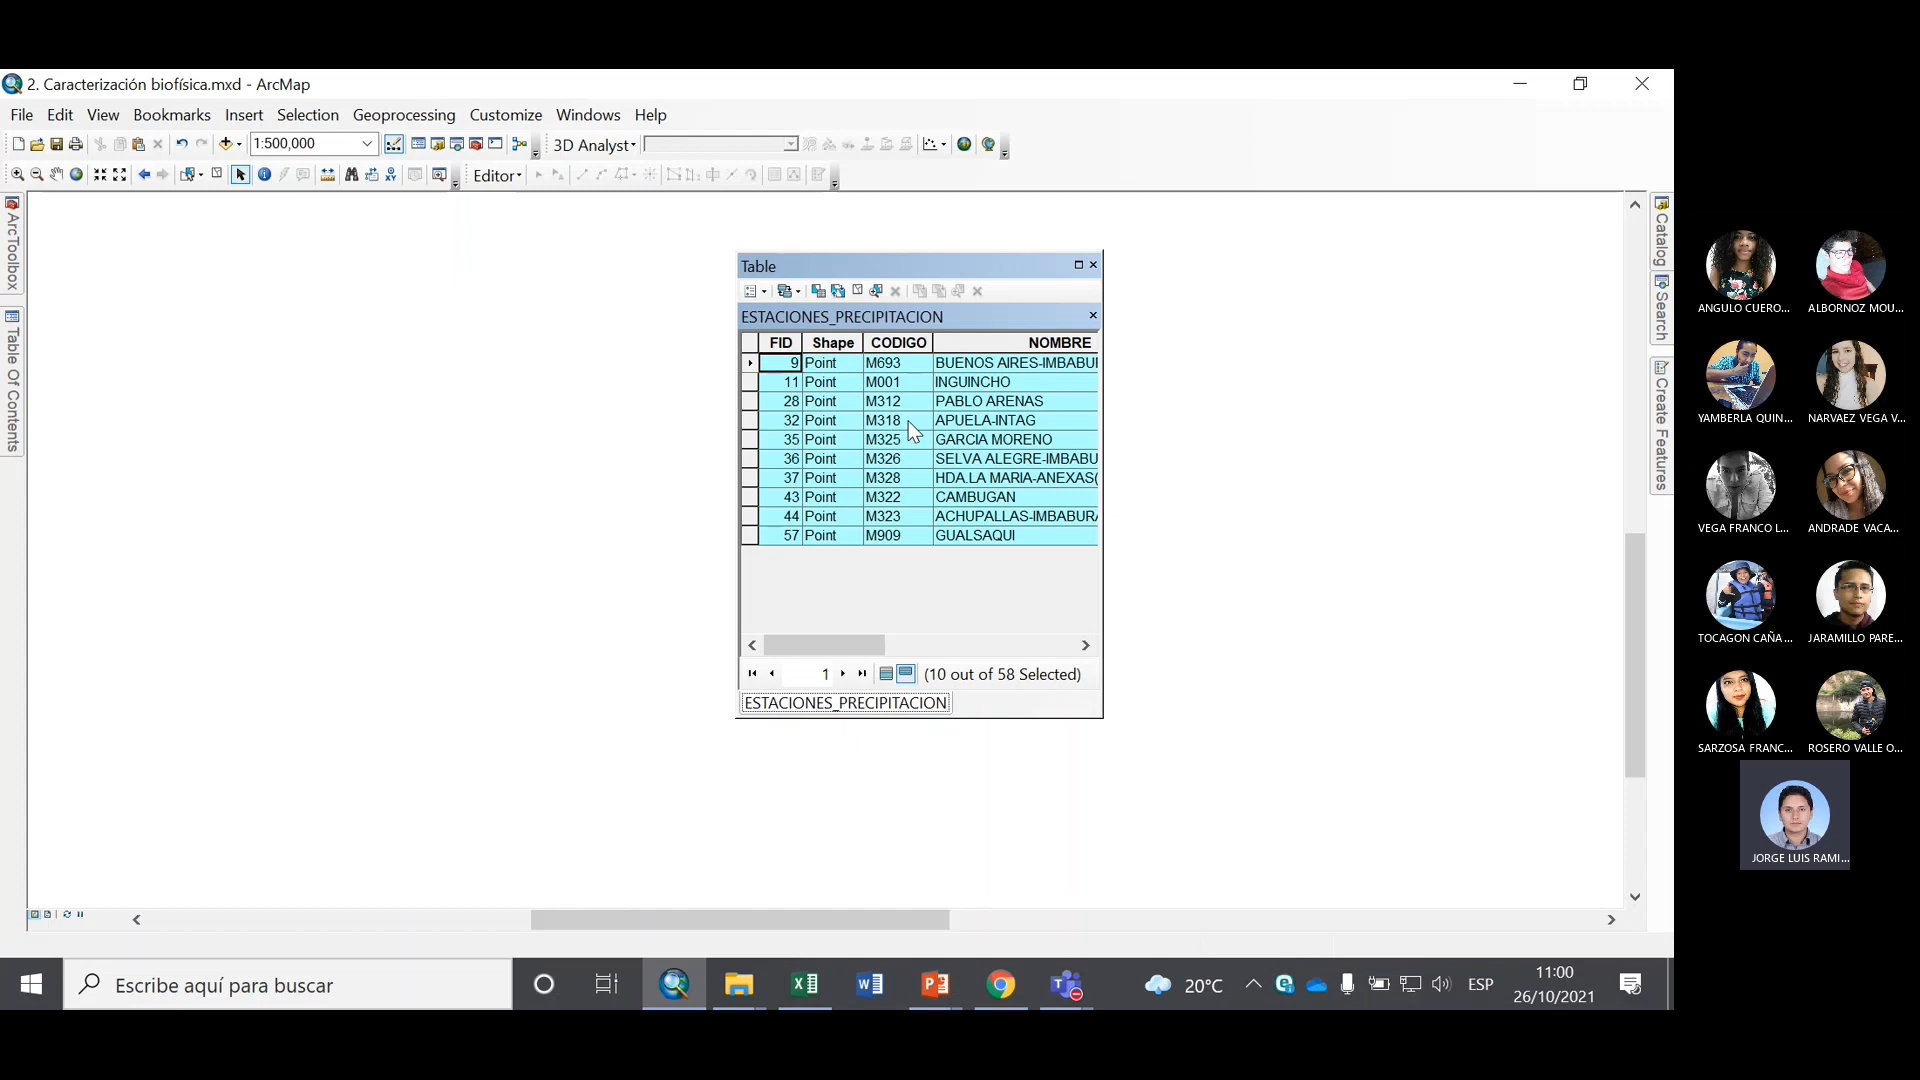 2. Caracterización biofísica.mxd - ArcMap
File Edit View Bookmarks Insert Selection Geoprocessing Customize Windows Help
1:500,000
3D Analyst
Editor
ArcToolbox
Table Of Contents
Catalog
Search
Create Features
Table
ESTACIONES_PRECIPITACION
FID Shape CODIGO NOMBRE
9 Point M693 BUENOS AIRES-IMBABUI
11 Point M001 INGUINCHO
28 Point M312 PABLO ARENAS
32 Point M318 APUELA-INTAG
35 Point M325 GARCIA MORENO
36 Point M326 SELVA ALEGRE-IMBABU
37 Point M328 HDA.LA MARIA-ANEXAS(
43 Point M322 CAMBUGAN
44 Point M323 ACHUPALLAS-IMBABURA
57 Point M909 GUALSAQUI
1 (10 out of 58 Selected)
ESTACIONES_PRECIPITACION
ANGULO CUERO...
ALBORNOZ MOU...
YAMBERLA QUIN...
NARVAEZ VEGA V...
VEGA FRANCO L...
ANDRADE VACA...
TOCAGON CAÑA ...
JARAMILLO PARE...
SARZOSA FRANC...
ROSERO VALLE O...
JORGE LUIS RAMI...
Escribe aquí para buscar
20°C
ESP
11:00
26/10/2021